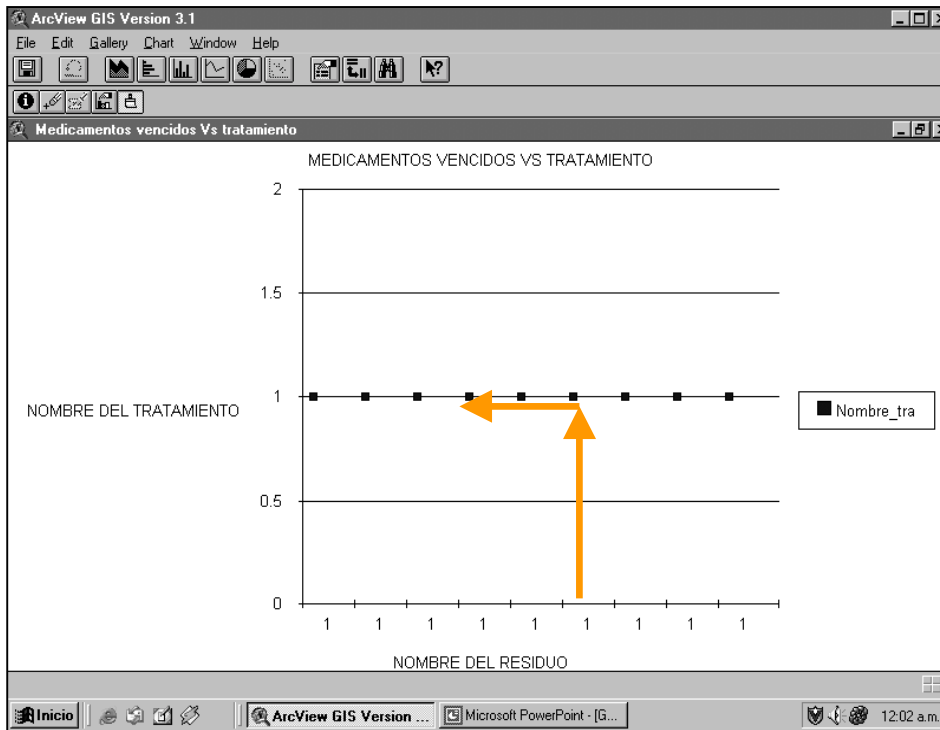 ArcView GIS Version 3.1
File Edit Gallery Chart Window Help
Medicamentos vencidos Vs tratamiento
MEDICAMENTOS VENCIDOS VS TRATAMIENTO
2
1.5
1
NOMBRE DEL TRATAMIENTO
Nombre_tra
0.5
0
1 1 1 1 1 1 1 1 1
NOMBRE DEL RESIDUO
Inicio ArcView GIS Version ... Microsoft PowerPoint - [G... 12:02 a.m.